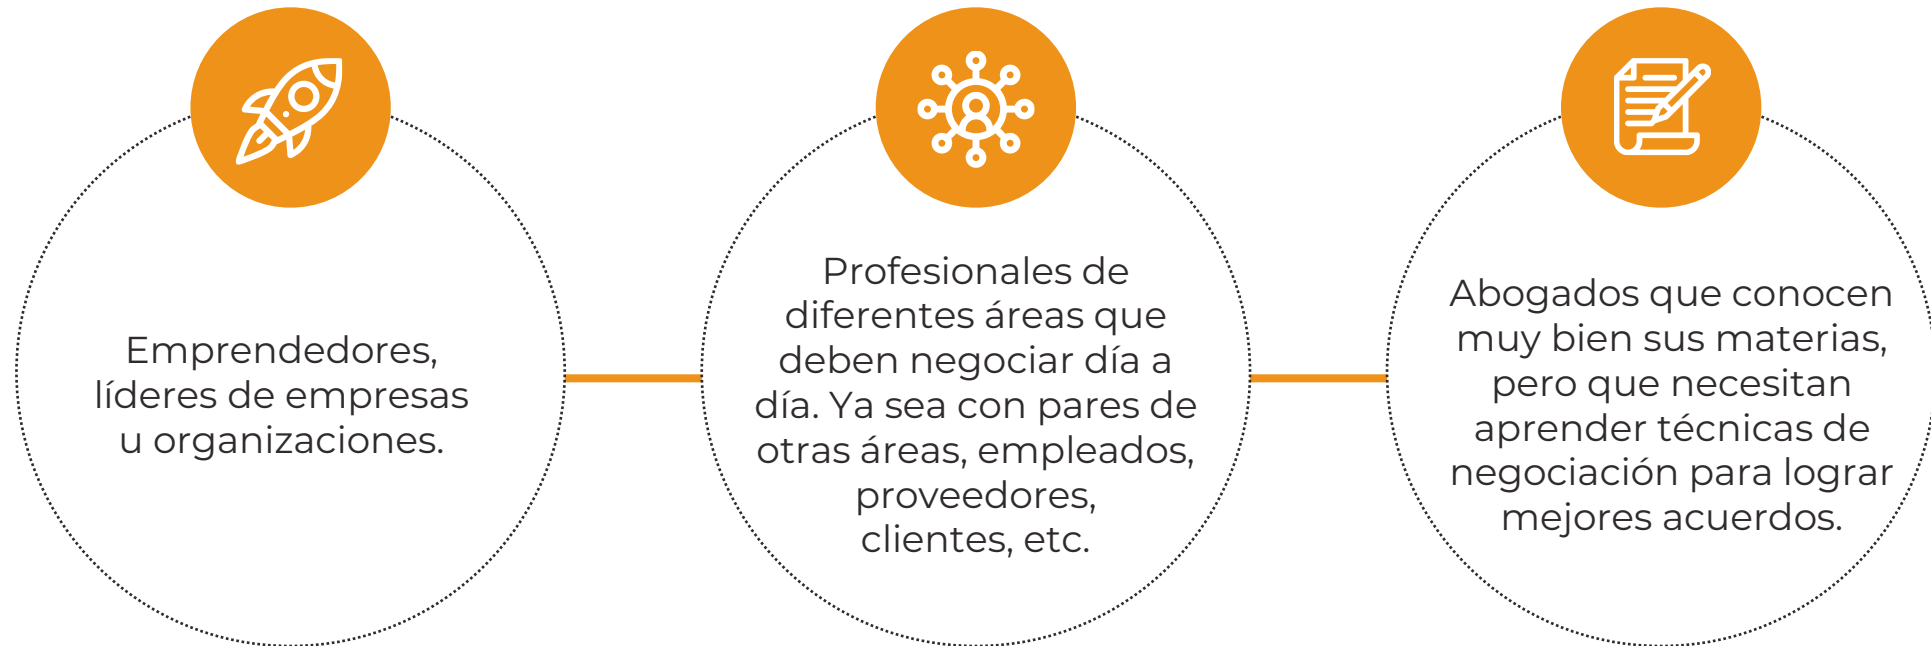 Emprendedores,
líderes de empresas
u organizaciones.
Profesionales de
diferentes áreas que
deben negociar día a
día. Ya sea con pares de
otras áreas, empleados,
proveedores,
clientes, etc.
Abogados que conocen
muy bien sus materias,
pero que necesitan
aprender técnicas de
negociación para lograr
mejores acuerdos.